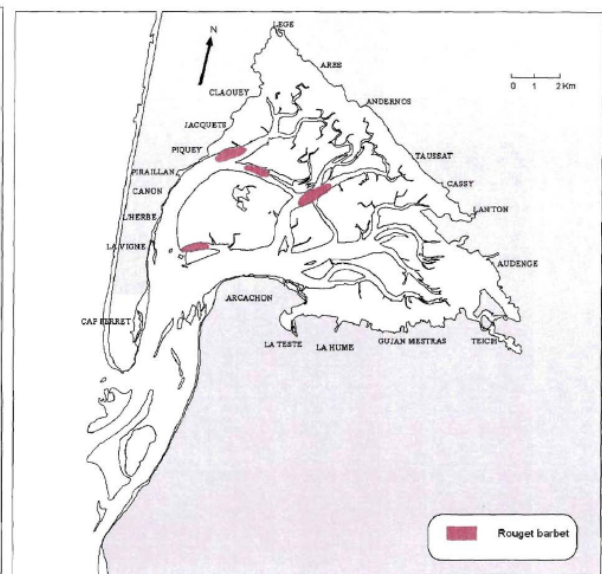 N
LEGE
ARES
CLAOUEY
ANDERNOS
0 1 2 Km
JACQUETS
PIQUEY
TAUSSAT
PIRAILLAN
CASSY
CANON
LANTON
L'HERBE
LA VIGNE
AUDENGE
ARCACHON
CAP FERRET
LA TESTE
LA HUME
GUJAN MESTRAS
TEICH
Rouget barbet